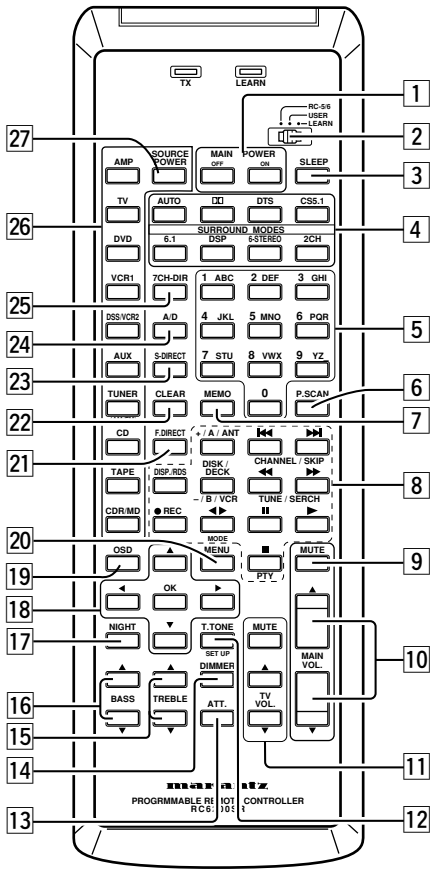 TX LEARN
RC-5/6
USER
LEARN
1
2
27
SOURCE
AMP POWER MAIN POWER SLEEP
OFF ON
3
26
TV AUTO DTS CS5.1
SURROUND MODES
4
DVD 6.1 DSP 6-STEREO 2CH
VCR1 7CH-DIR 1 ABC 2 DEF 3 GHI
25
DSS/VCR2 A/D 4 JKL 5 MNO 6 PQR
24
5
AUX S-DIRECT 7 STU 8 VWX 9 YZ_
23
TUNER CLEAR MEMO 0 P.SCAN
22
6
7
CD F.DIRECT + / A / ANT
21
DISK / CHANNEL / SKIP
TAPE DISP./RDS DECK
8
– / B / VCR TUNE / SERCH
CDR/MD REC
MODE
20
OSD MENU PTY MUTE
19
9
18
OK
NIGHT T.TONE MUTE
17
SET UP
MAIN
VOL.
10
DIMMER
16
BASS TREBLE ATT. TV
VOL.
15
14
11
marantz
13
PROGRMMABLE REMOTE CONTROLLER
12